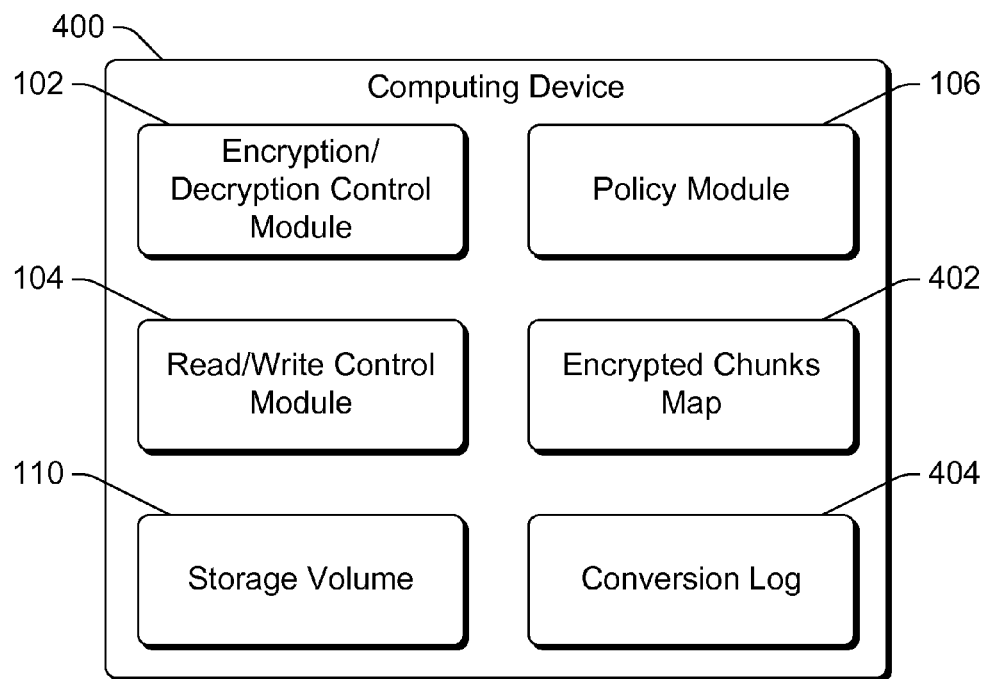 400
Computing Device
102
Encryption/
Decryption Control
Module
106
Policy Module
104
Read/Write Control
Module
402
Encrypted Chunks
Map
110
Storage Volume
404
Conversion Log